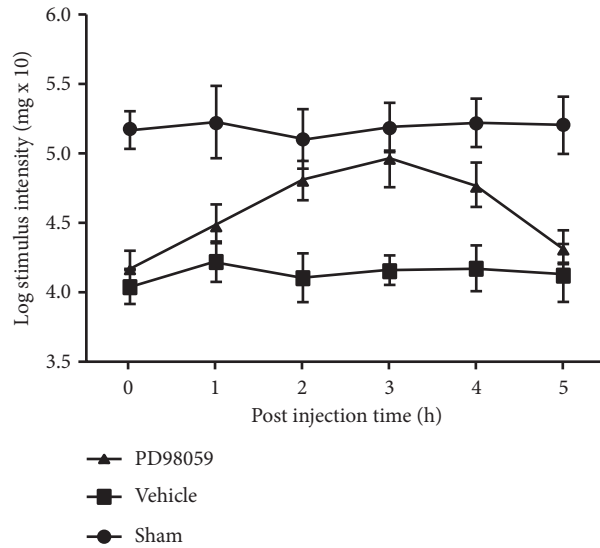 Log stimulus intensity (mg x 10)
6.0
5.5
5.0
4.5
4.0
3.5
0 1 2 3 4 5
Post injection time (h)
PD98059
Vehicle
Sham